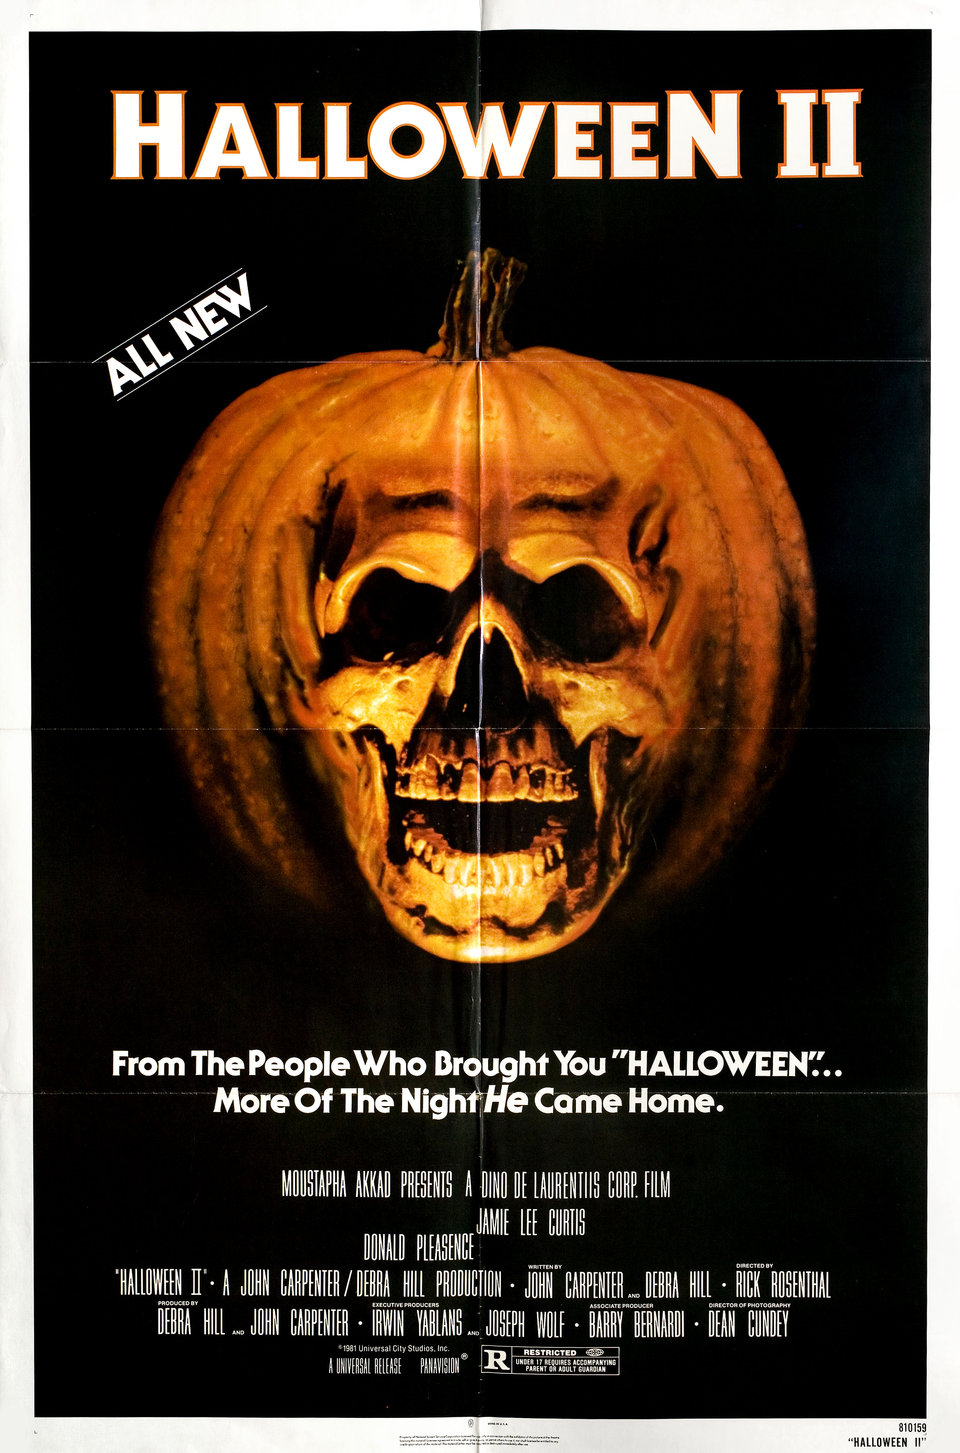 HALLOWEEN II
ALL NEW
From The People Who Brought You "HALLOWEEN"...
More Of The Night He Came Home.
MOUSTAPHA AKKAD PRESENTS A DINO DE LAURENTIIS CORP. FILM
JAMIE LEE CURTIS
DONALD PLEASENCE
"HALLOWEEN II" • A JOHN CARPENTER/DEBRA HILL PRODUCTION • WRITTEN BY JOHN CARPENTER AND DEBRA HILL • DIRECTED BY RICK ROSENTHAL
PRODUCED BY DEBRA HILL AND JOHN CARPENTER • EXECUTIVE PRODUCERS IRWIN YABLANS AND JOSEPH WOLF • ASSOCIATE PRODUCER BARRY BERNARDI • DIRECTOR OF PHOTOGRAPHY DEAN CUNDEY
©1981 Universal City Studios, Inc.
A UNIVERSAL RELEASE PANAVISION®
R RESTRICTED
UNDER 17 REQUIRES ACCOMPANYING
PARENT OR ADULT GUARDIAN
810159
"HALLOWEEN II"